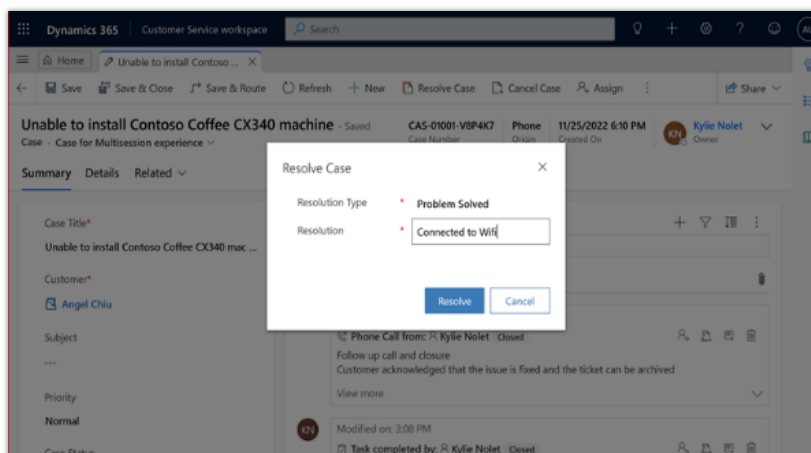 Dynamics 365 Customer Service workspace Search
Home Unable to install Contoso ...
Save Save & Close Save & Route Refresh New Resolve Case Cancel Case Assign Share
Unable to install Contoso Coffee CX340 machine - Saved
Case · Case for Multisession experience
CAS-01001-V8P4K7 Phone 11/25/2022 6:10 PM KN Kylie Nolet
Case Number Origin Created On Owner
Summary Details Related
Resolve Case
Resolution Type * Problem Solved
Resolution * Connected to Wifi
Resolve Cancel
Case Title*
Unable to install Contoso Coffee CX340 mac ...
Customer*
Angel Chiu
Subject
---
Priority
Normal
Case Status
Phone Call from: Kylie Nolet Closed
Follow up call and closure
Customer acknowledged that the issue is fixed and the ticket can be archived
View more
KN Modified on: 3:08 PM
Task completed by: Kylie Nolet Closed